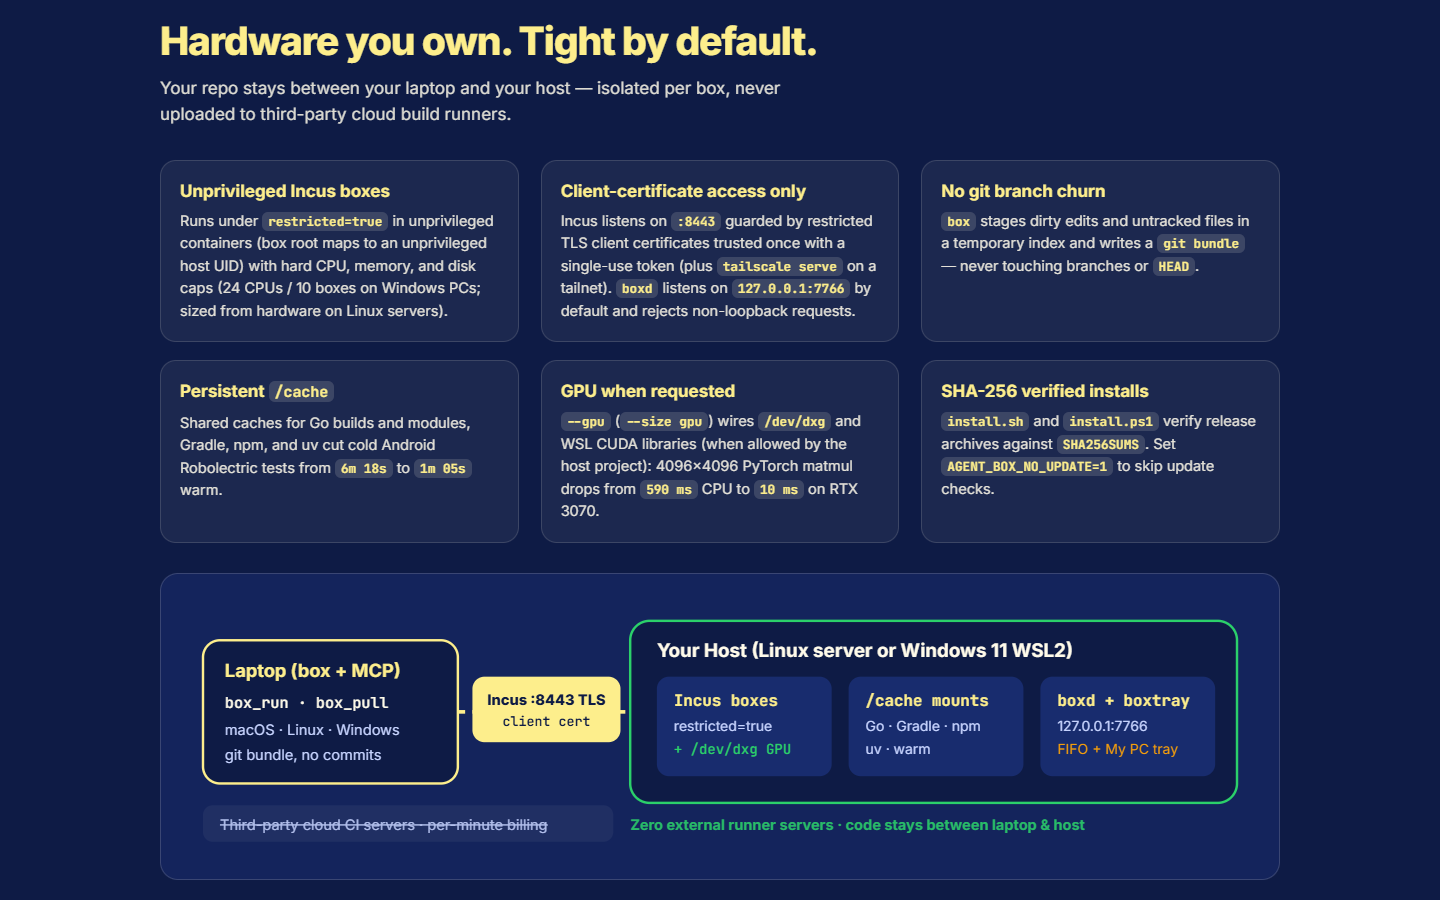 Hardware you own. Tight by default.
Your repo stays between your laptop and your host — isolated per box, never
uploaded to third-party cloud build runners.
Unprivileged Incus boxes
Runs under restricted=true in unprivileged
containers (box root maps to an unprivileged
host UID) with hard CPU, memory, and disk
caps (24 CPUs / 10 boxes on Windows PCs;
sized from hardware on Linux servers).
Client-certificate access only
Incus listens on :8443 guarded by restricted
TLS client certificates trusted once with a
single-use token (plus tailscale serve on a
tailnet). boxd listens on 127.0.0.1:7766 by
default and rejects non-loopback requests.
No git branch churn
box stages dirty edits and untracked files in
a temporary index and writes a git bundle
— never touching branches or HEAD.
Persistent /cache
Shared caches for Go builds and modules,
Gradle, npm, and uv cut cold Android
Robolectric tests from 6m 18s to 1m 05s
warm.
GPU when requested
--gpu (--size gpu) wires /dev/dxg and
WSL CUDA libraries (when allowed by the
host project): 4096×4096 PyTorch matmul
drops from 590 ms CPU to 10 ms on RTX
3070.
SHA-256 verified installs
install.sh and install.ps1 verify release
archives against SHA256SUMS. Set
AGENT_BOX_NO_UPDATE=1 to skip update
checks.
Laptop (box + MCP)
box_run · box_pull
macOS · Linux · Windows
git bundle, no commits
Incus :8443 TLS
client cert
Your Host (Linux server or Windows 11 WSL2)
Incus boxes
restricted=true
+ /dev/dxg GPU
/cache mounts
Go · Gradle · npm
uv · warm
boxd + boxtray
127.0.0.1:7766
FIFO + My PC tray
Third-party cloud CI servers · per-minute billing
Zero external runner servers · code stays between laptop & host